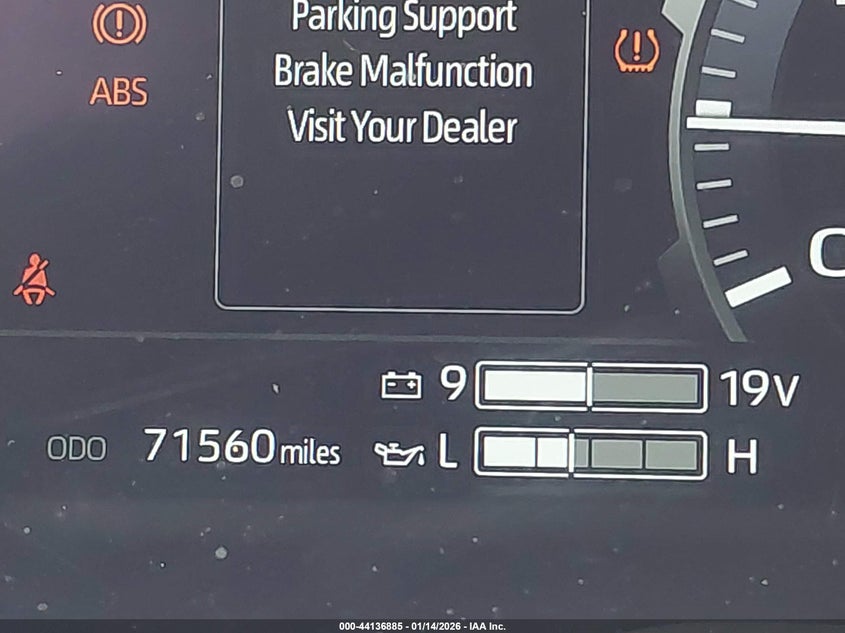 Parking Support
Brake Malfunction
Visit Your Dealer
ABS
9 19V
ODO 71560 miles L H
000-44136885 - 01/14/2026 - IAA Inc.